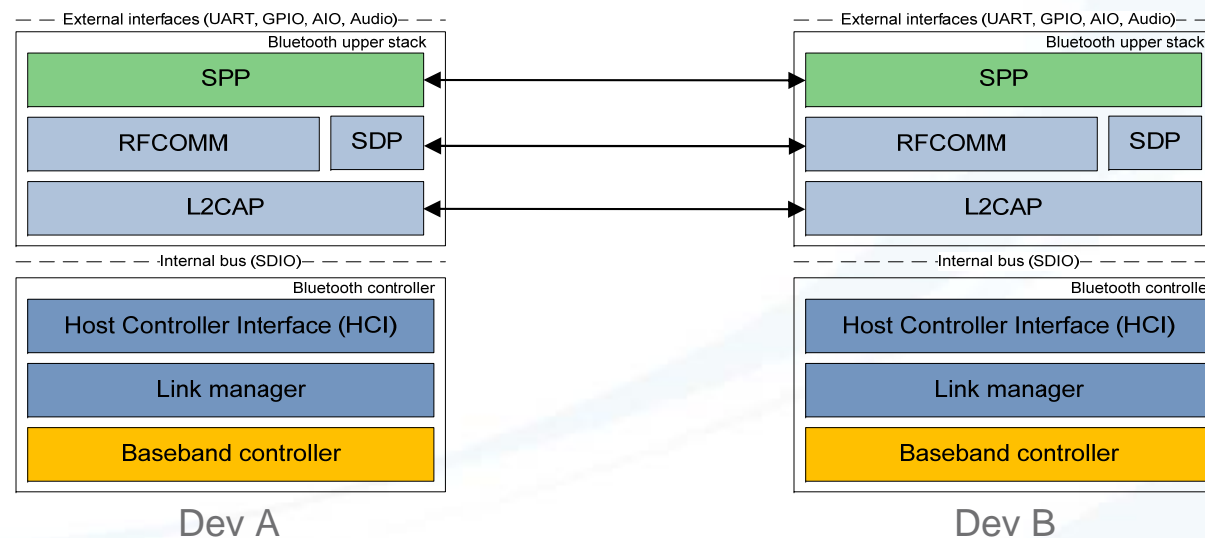 External interfaces (UART, GPIO, AIO, Audio)
Bluetooth upper stack
SPP
RFCOMM
SDP
L2CAP
Internal bus (SDIO)
Bluetooth controller
Host Controller Interface (HCI)
Link manager
Baseband controller
Dev A
External interfaces (UART, GPIO, AIO, Audio)
Bluetooth upper stack
SPP
RFCOMM
SDP
L2CAP
Internal bus (SDIO)
Bluetooth controlle
Host Controller Interface (HCI)
Link manager
Baseband controller
Dev B